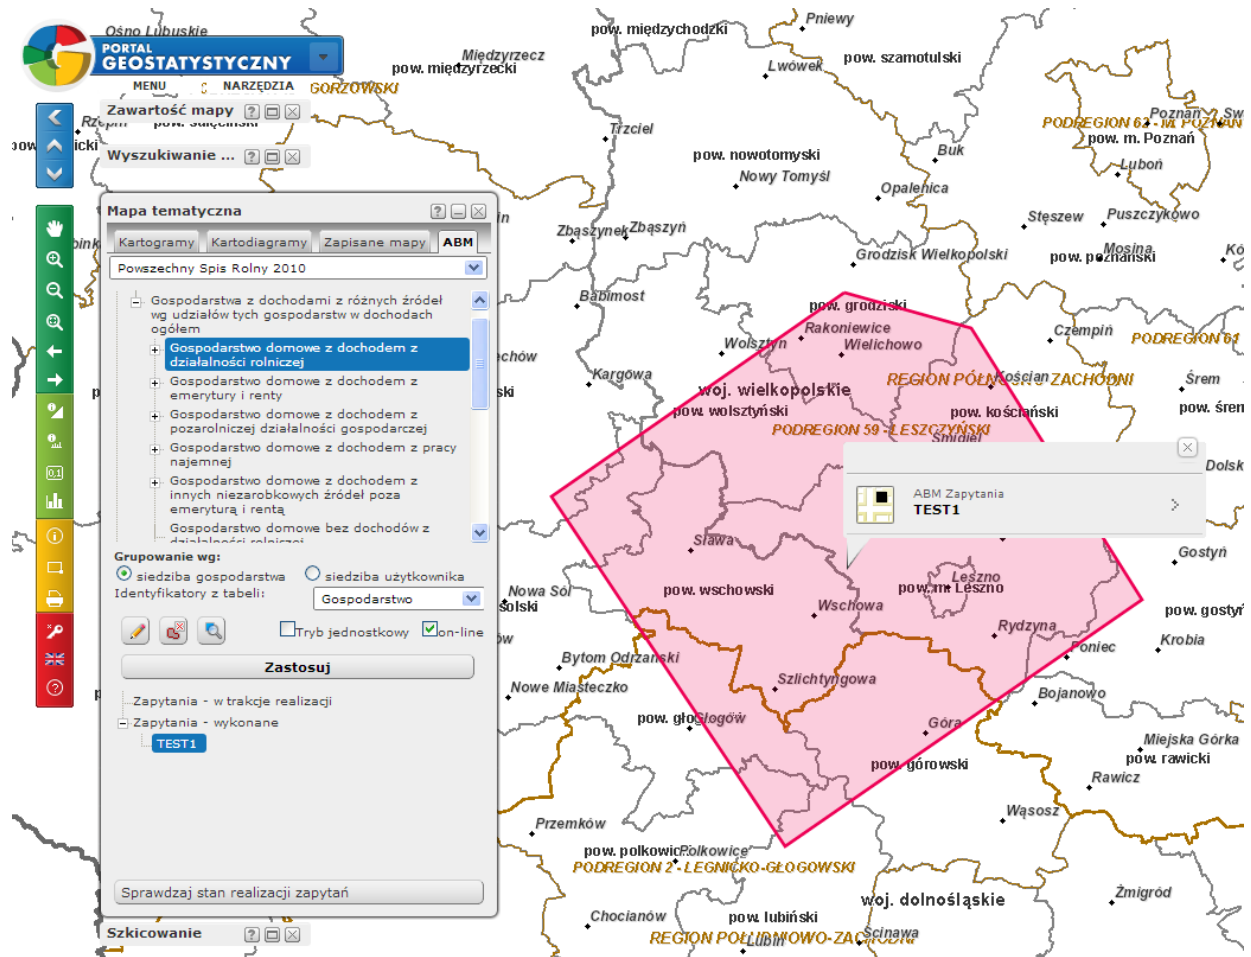 PORTAL
GEOSTATYSTYCZNY
MENU
NARZĘDZIA
Zawartość mapy
Wyszukiwanie ...
Mapa tematyczna
Kartogramy
Kartodiagramy
Zapisane mapy
ABM
Powszechny Spis Rolny 2010
Gospodarstwa z dochodami z różnych źródeł
wg udziałów tych gospodarstw w dochodach
ogółem
Gospodarstwo domowe z dochodem z
działalności rolniczej
Gospodarstwo domowe z dochodem z
emerytury i renty
Gospodarstwo domowe z dochodem z
pozarolniczej działalności gospodarczej
Gospodarstwo domowe z dochodem z pracy
najemnej
Gospodarstwo domowe z dochodem z
innych niezarobkowych źródeł poza
emeryturą i rentą
Gospodarstwo domowe bez dochodów z
działalności rolniczej
Grupowanie wg:
siedziba gospodarstwa
siedziba użytkownika
Identyfikatory z tabeli:
Gospodarstwo
Tryb jednostkowy
on-line
Zastosuj
Zapytania - w trakcje realizacji
Zapytania - wykonane
TEST1
Sprawdzaj stan realizacji zapytań
Szkicowanie
0,1
Ośno Lubuskie
Międzyrzecz
pow. międzyrzecki
GORZOWSKI
pow. międzychodzki
Pniewy
pow. szamotulski
Lwówek
Trzciel
pow. nowotomyski
Nowy Tomyśl
Buk
Opalenica
PODREGION 62 - M. POZNAŃ
Poznań
pow. m. Poznań
Luboń
Stęszew
Puszczykowo
Mosina
pow. poznański
Zbąszynek
Zbąszyń
Grodzisk Wielkopolski
Babimost
pow. grodziski
Rakoniewice
Wielichowo
Wolsztyn
Czempiń
PODREGION 61
Kargowa
woj. wielkopolskie
REGION PÓŁNOCNO ZACHODNI
Kościan
Śrem
pow. wolsztyński
pow. kościański
pow. śrem
PODREGION 59 - LESZCZYŃSKI
Śmigiel
Dolsk
ABM Zapytania
TEST1
Sława
Gostyń
pow. wschowski
Leszno
pow. m. Leszno
Nowa Sól
solski
Wschowa
pow. gostyń
Rydzyna
Krobia
Poniec
Bytom Odrzański
Nowe Miasteczko
Szlichtyngowa
Bojanowo
Głogów
Góra
Miejska Górka
pow. górowski
pow. rawicki
Rawicz
Wąsosz
Przemków
Polkowice
PODREGION 2 - LEGNICKO-GŁOGOWSKI
woj. dolnośląskie
Żmigród
Chocianów
pow. lubiński
REGION POŁUDNIOWO-ZACHODNI
Lubin
Ścinawa